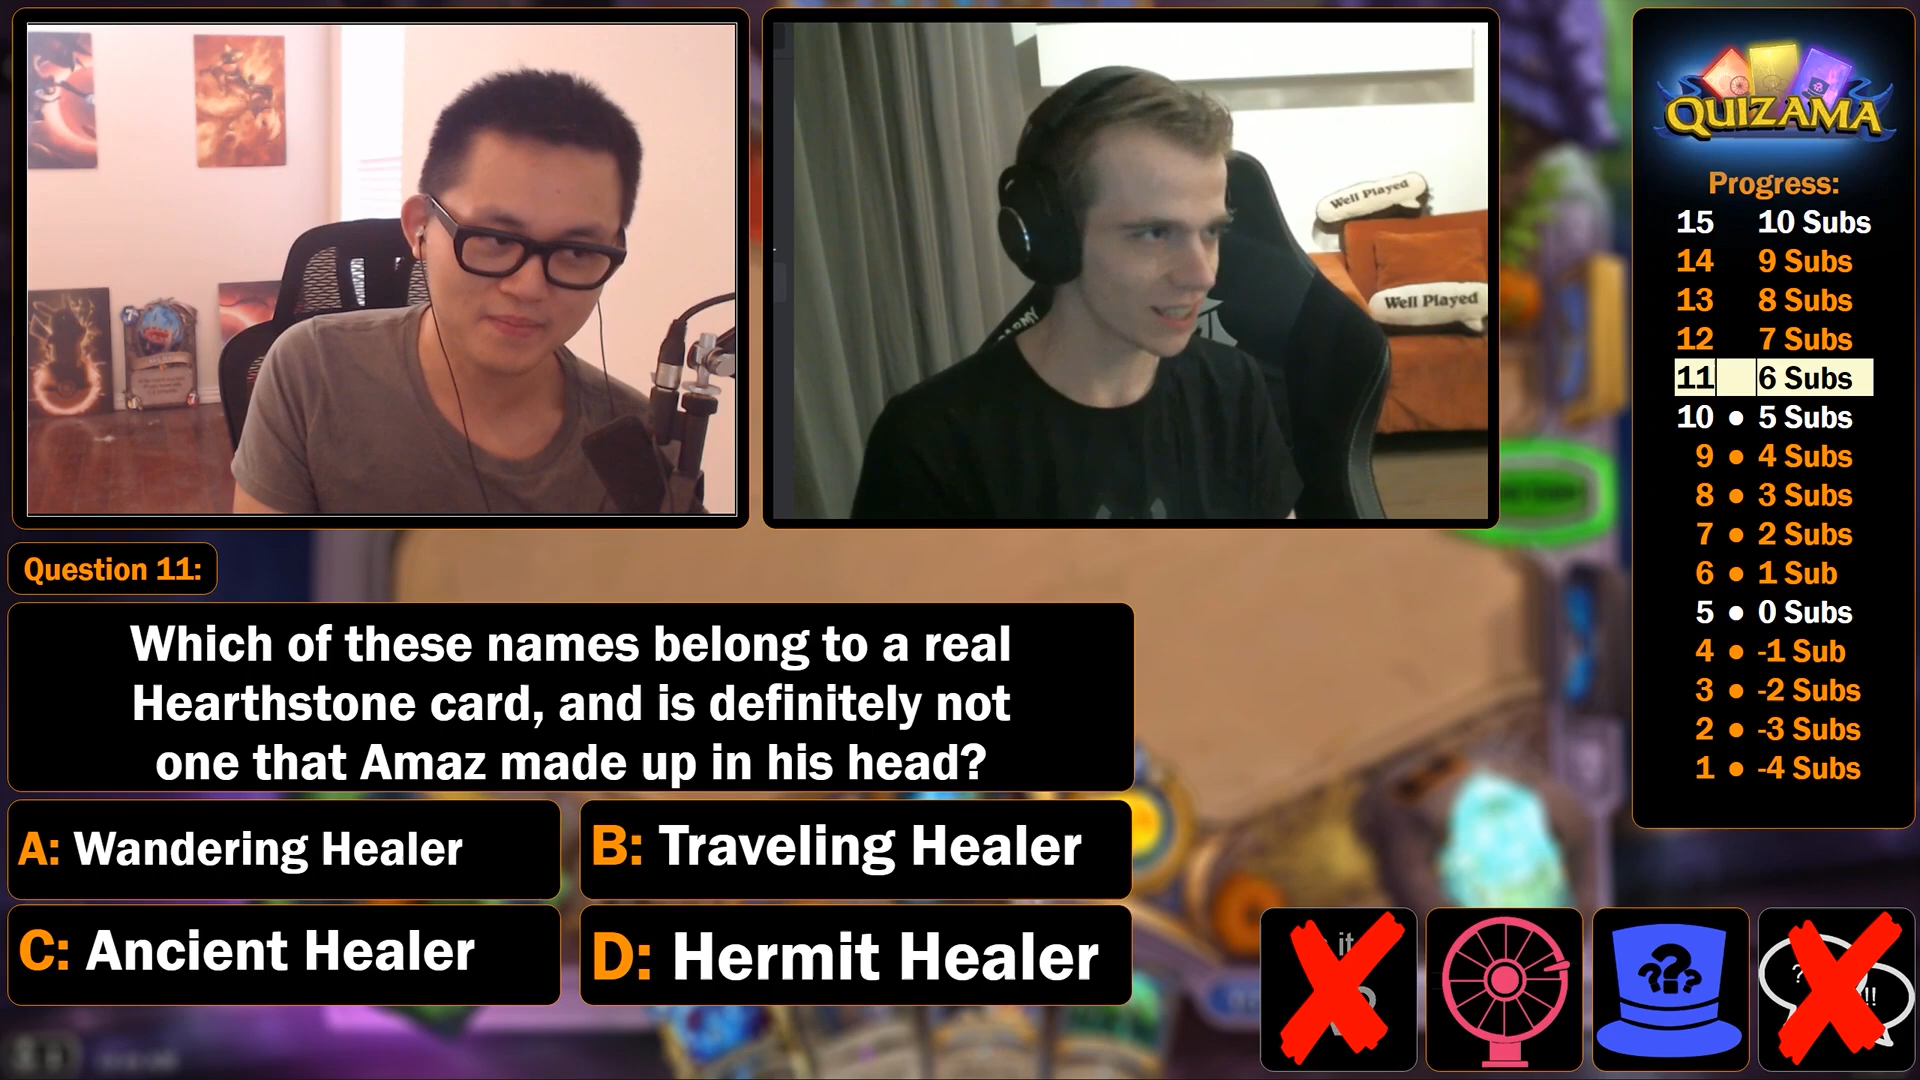 Well Played
Well Played
QUIZAMA
Progress:
15 10 Subs
14 9 Subs
13 8 Subs
12 7 Subs
11 6 Subs
10 • 5 Subs
9 • 4 Subs
8 • 3 Subs
7 • 2 Subs
6 • 1 Sub
5 • 0 Subs
4 • -1 Sub
3 • -2 Subs
2 • -3 Subs
1 • -4 Subs
Question 11:
Which of these names belong to a real
Hearthstone card, and is definitely not
one that Amaz made up in his head?
A: Wandering Healer
B: Traveling Healer
C: Ancient Healer
D: Hermit Healer
it
???
?
!!